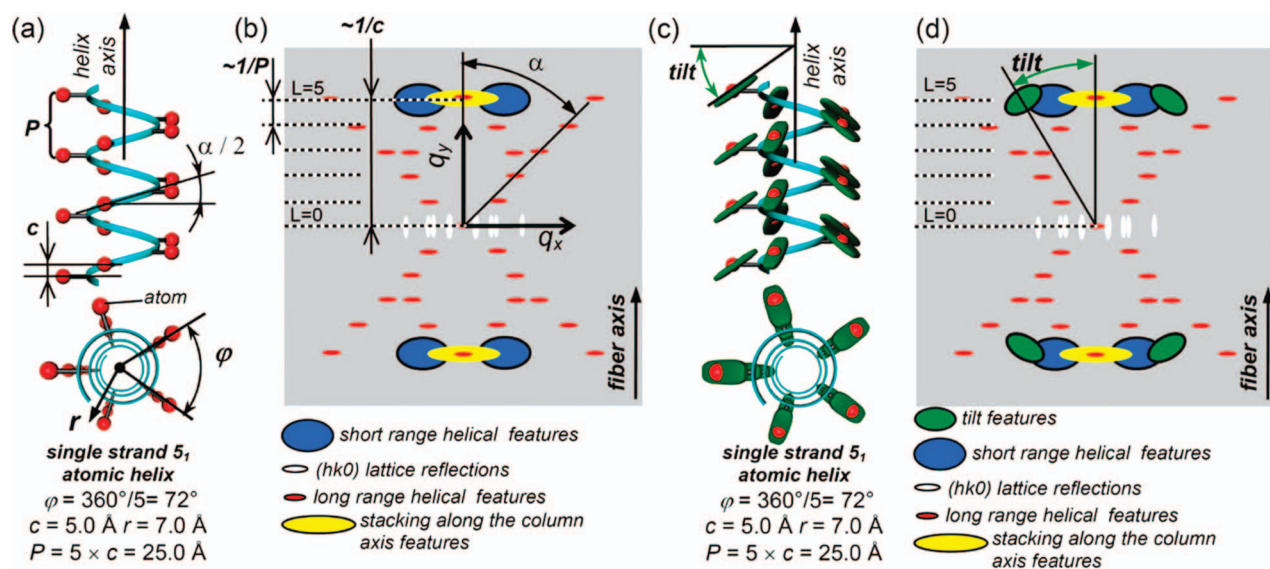 (a)
helix
axis
P
α / 2
c
atom
φ
r
single strand 5₁
atomic helix
φ = 360°/5= 72°
c = 5.0 Å r = 7.0 Å
P = 5 × c = 25.0 Å
(b)
~1/c
~1/P
α
L=5
q_y
L=0
q_x
fiber axis
short range helical features
(hk0) lattice reflections
long range helical features
stacking along the column
axis features
(c)
tilt
helix
axis
single strand 5₁
atomic helix
φ = 360°/5= 72°
c = 5.0 Å r = 7.0 Å
P = 5 × c = 25.0 Å
(d)
tilt
L=5
L=0
fiber axis
tilt features
short range helical features
(hk0) lattice reflections
long range helical features
stacking along the column
axis features